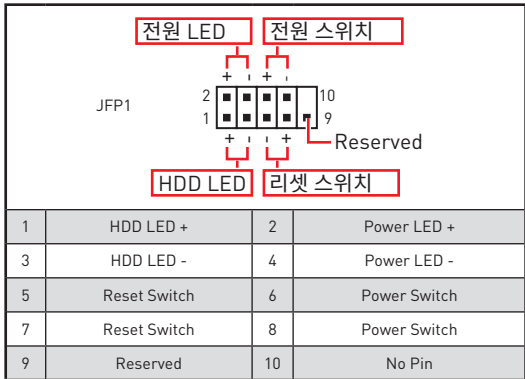 전원 LED 전원 스위치
+ - + -
JFP1
2 10
1 9
+ - - +
Reserved
HDD LED 리셋 스위치
1 HDD LED + 2 Power LED +
3 HDD LED - 4 Power LED -
5 Reset Switch 6 Power Switch
7 Reset Switch 8 Power Switch
9 Reserved 10 No Pin